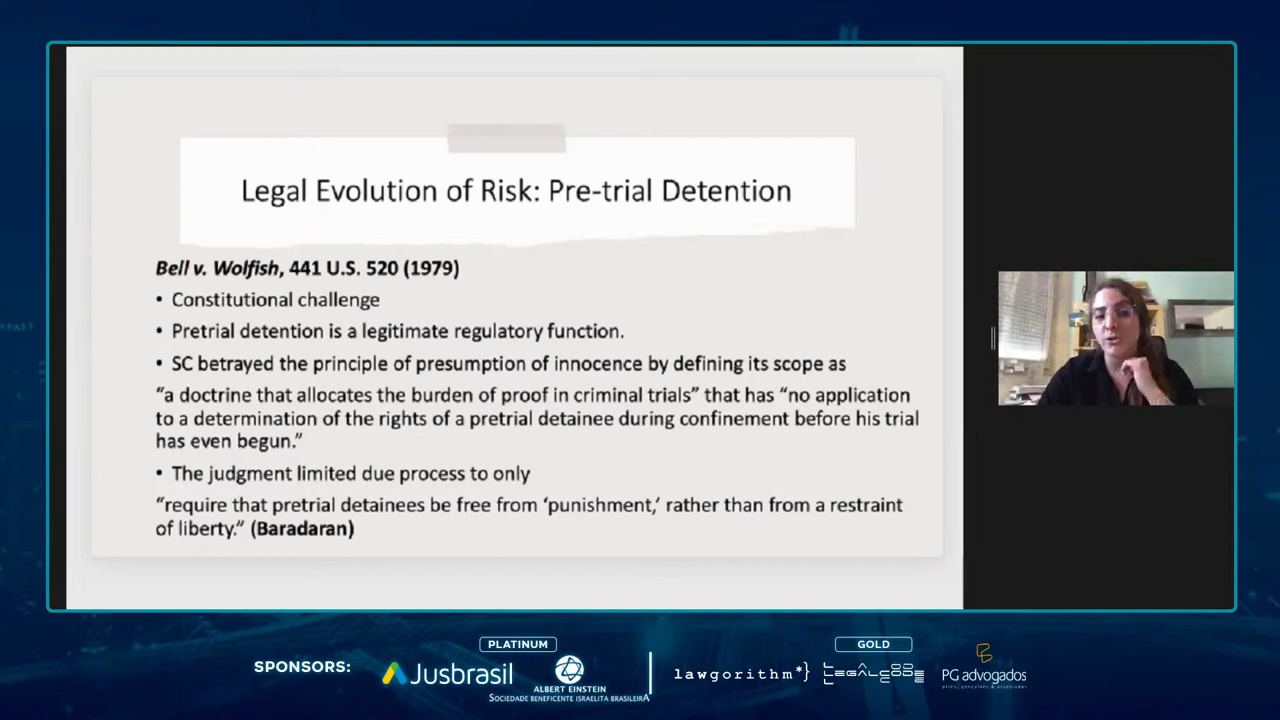 Legal Evolution of Risk: Pre-trial Detention
Bell v. Wolfish, 441 U.S. 520 (1979)
• Constitutional challenge
• Pretrial detention is a legitimate regulatory function.
• SC betrayed the principle of presumption of innocence by defining its scope as
“a doctrine that allocates the burden of proof in criminal trials” that has “no application
to a determination of the rights of a pretrial detainee during confinement before his trial
has even begun.”
• The judgment limited due process to only
“require that pretrial detainees be free from ‘punishment,’ rather than from a restraint
of liberty.” (Baradaran)
SPONSORS:
PLATINUM
Jusbrasil
ALBERT EINSTEIN
SOCIEDADE BENEFICENTE ISRAELITA BRASILEIRA
GOLD
lawgorithm*}
LEGALCODE
PG advogados